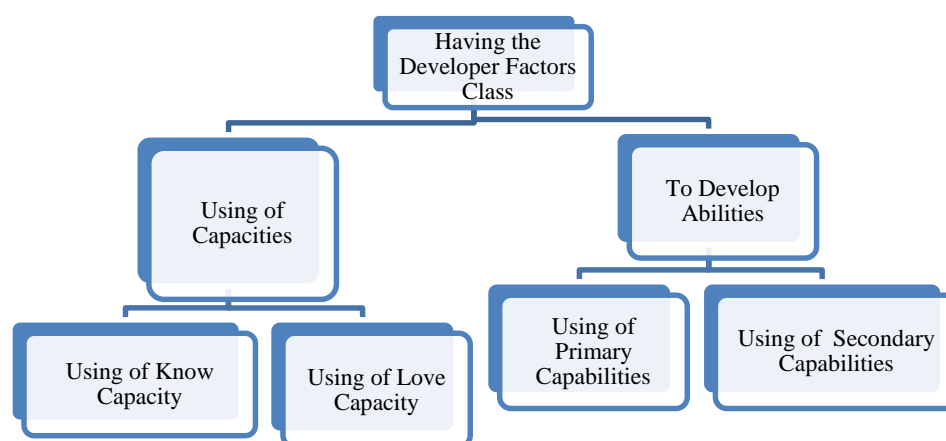 Having the
Developer Factors
Class
Using of
Capacities
To Develop
Abilities
Using of Know
Capacity
Using of Love
Capacity
Using of
Primary
Capabilities
Using of  Secondary
Capabilities